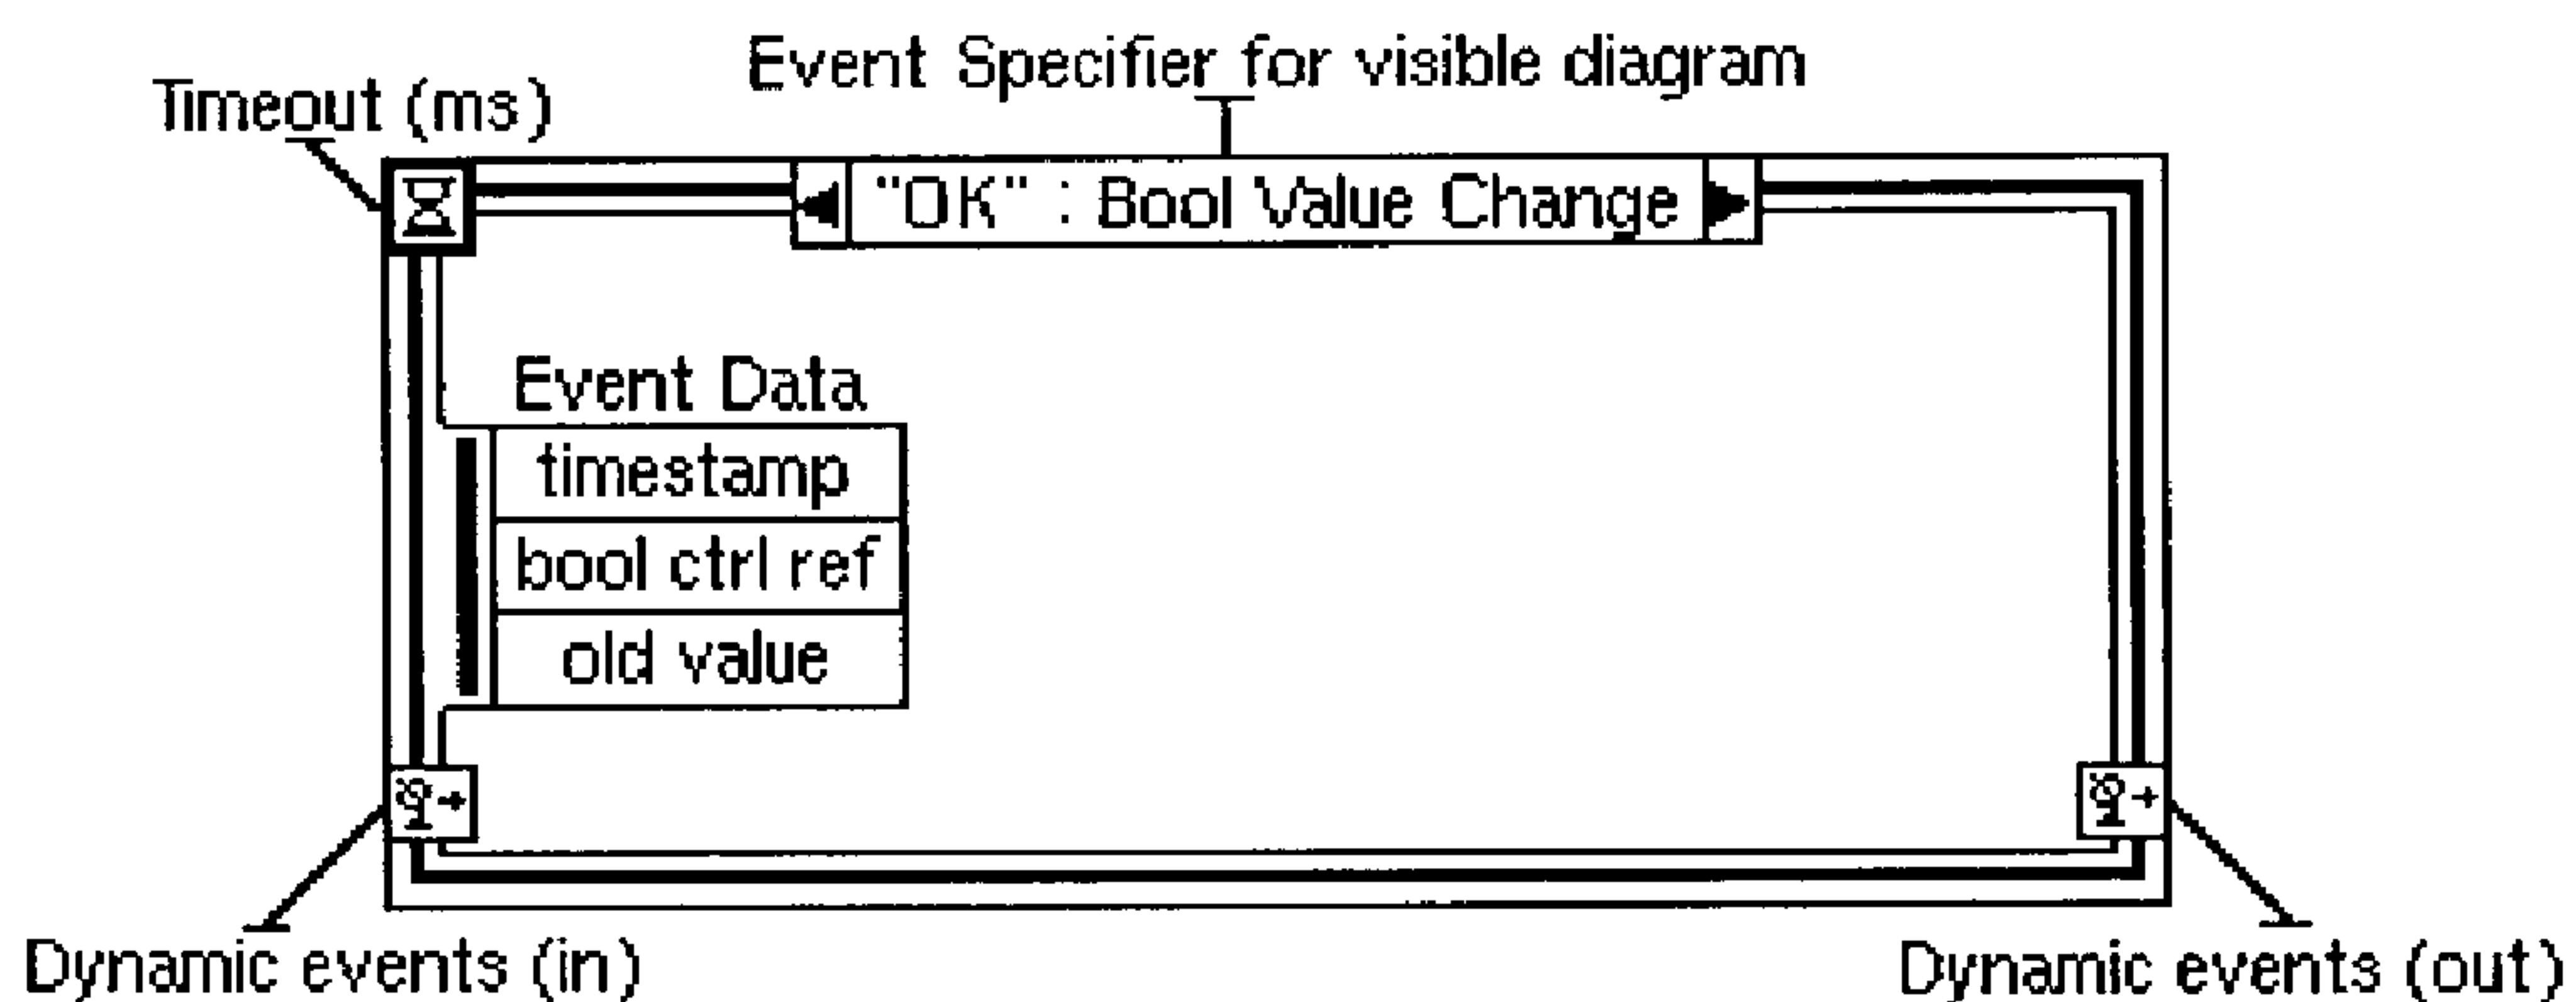 Event Specifier for visible diagram
Timeout (ms)
"OK" : Bool Value Change
Event Data
timestamp
bool ctrl ref
old value
Dynamic events (in)
Dynamic events (out)